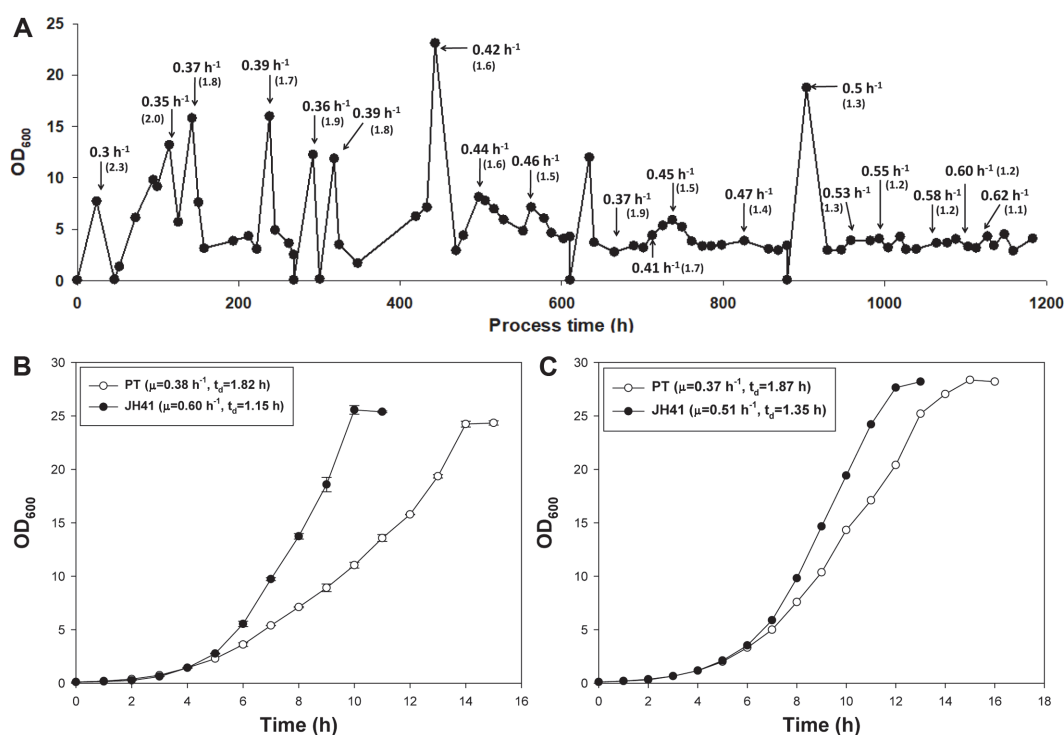 A
25
20
15
10
5
0
OD600
0.3 h-1
(2.3)
0.35 h-1
(2.0)
0.37 h-1
(1.8)
0.39 h-1
(1.7)
0.36 h-1
(1.9)
0.39 h-1
(1.8)
0.42 h-1
(1.6)
0.44 h-1
(1.6)
0.46 h-1
(1.5)
0.37 h-1
(1.9)
0.41 h-1 (1.7)
0.45 h-1
(1.5)
0.47 h-1
(1.4)
0.5 h-1
(1.3)
0.53 h-1
(1.3)
0.55 h-1
(1.2)
0.58 h-1
(1.2)
0.60 h-1 (1.2)
0.62 h-1
(1.1)
0 200 400 600 800 1000 1200
Process time (h)
B
30
25
20
15
10
5
0
OD600
PT (μ=0.38 h-1, td=1.82 h)
JH41 (μ=0.60 h-1, td=1.15 h)
0 2 4 6 8 10 12 14 16
Time (h)
C
30
25
20
15
10
5
0
OD600
PT (μ=0.37 h-1, td=1.87 h)
JH41 (μ=0.51 h-1, td=1.35 h)
0 2 4 6 8 10 12 14 16 18
Time (h)